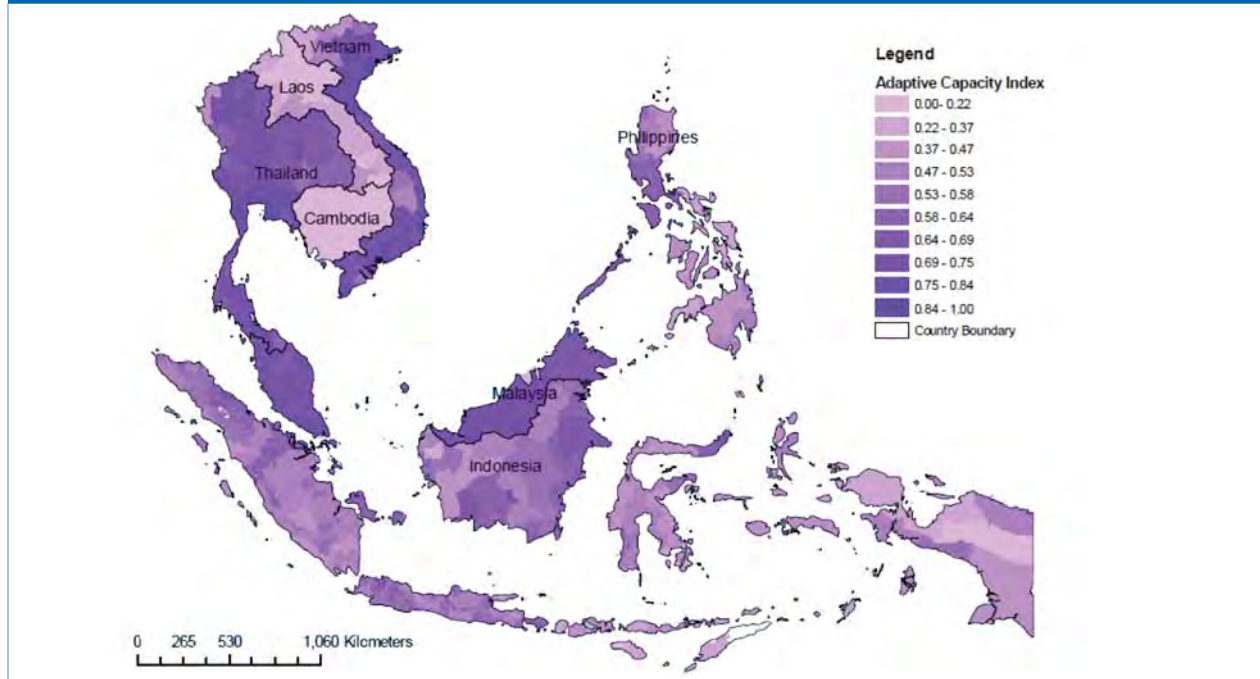 Vietnam
Laos
Thailand
Cambodia
Philippines
Malaysia
Indonesia
Legend
Adaptive Capacity Index
0.00- 0.22
0.22 - 0.37
0.37 - 0.47
0.47 - 0.53
0.53 - 0.58
0.58 - 0.64
0.64 - 0.69
0.69 - 0.75
0.75 - 0.84
0.84 - 1.00
Country Boundary
0 265 530 1,060 Kilometers